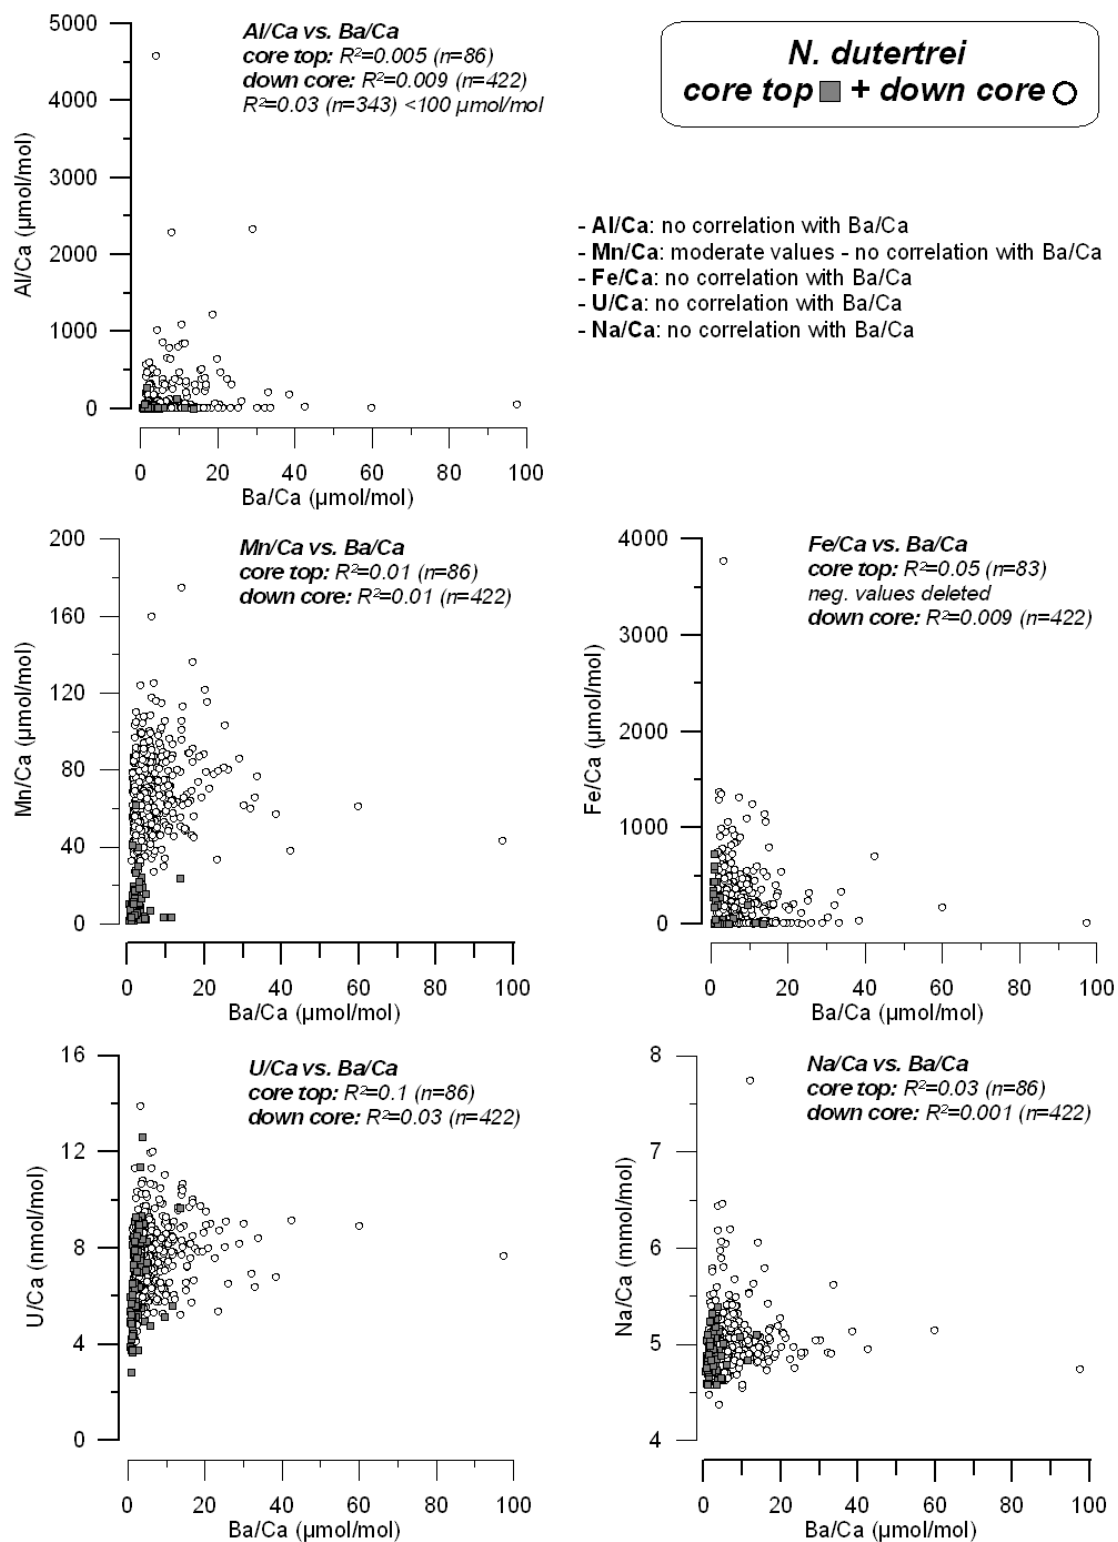 Al/Ca vs. Ba/Ca
core top: R²=0.005 (n=86)
down core: R²=0.009 (n=422)
R²=0.03 (n=343) <100 µmol/mol
5000
4000
3000
2000
1000
0
Al/Ca (µmol/mol)
0 20 40 60 80 100
Ba/Ca (µmol/mol)
N. dutertrei
core top + down core
- Al/Ca: no correlation with Ba/Ca
- Mn/Ca: moderate values - no correlation with Ba/Ca
- Fe/Ca: no correlation with Ba/Ca
- U/Ca: no correlation with Ba/Ca
- Na/Ca: no correlation with Ba/Ca
Mn/Ca vs. Ba/Ca
core top: R²=0.01 (n=86)
down core: R²=0.01 (n=422)
200
160
120
80
40
0
Mn/Ca (µmol/mol)
0 20 40 60 80 100
Ba/Ca (µmol/mol)
Fe/Ca vs. Ba/Ca
core top: R²=0.05 (n=83)
neg. values deleted
down core: R²=0.009 (n=422)
4000
3000
2000
1000
0
Fe/Ca (µmol/mol)
0 20 40 60 80 100
Ba/Ca (µmol/mol)
U/Ca vs. Ba/Ca
core top: R²=0.1 (n=86)
down core: R²=0.03 (n=422)
16
12
8
4
0
U/Ca (nmol/mol)
0 20 40 60 80 100
Ba/Ca (µmol/mol)
Na/Ca vs. Ba/Ca
core top: R²=0.03 (n=86)
down core: R²=0.001 (n=422)
8
7
6
5
4
Na/Ca (mmol/mol)
0 20 40 60 80 100
Ba/Ca (µmol/mol)